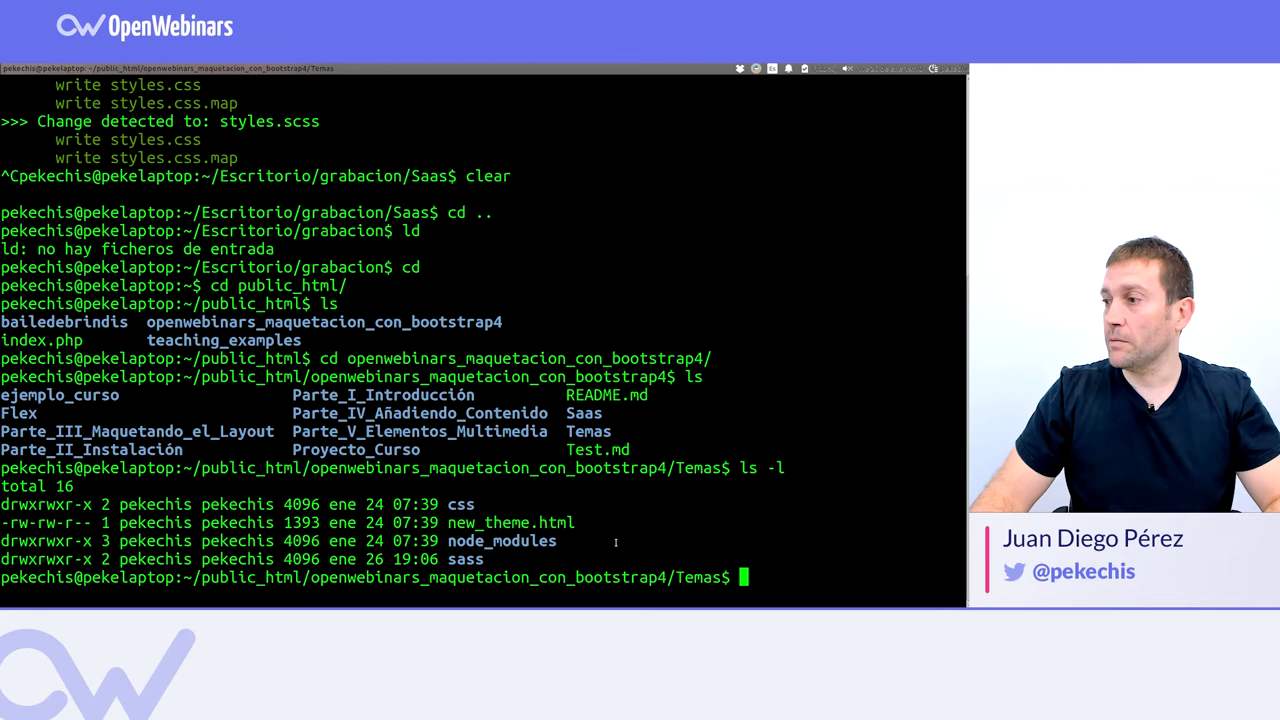 OpenWebinars
pekechis@pekelaptop: ~/public_html/openwebinars_maquetacion_con_bootstrap4/Temas
write styles.css
write styles.css.map
>>> Change detected to: styles.scss
write styles.css
write styles.css.map
^Cpekechis@pekelaptop:~/Escritorio/grabacion/Saas$ clear
pekechis@pekelaptop:~/Escritorio/grabacion/Saas$ cd ..
pekechis@pekelaptop:~/Escritorio/grabacion$ ld
ld: no hay ficheros de entrada
pekechis@pekelaptop:~/Escritorio/grabacion$ cd
pekechis@pekelaptop:~$ cd public_html/
pekechis@pekelaptop:~/public_html$ ls
bailedebrindis openwebinars_maquetacion_con_bootstrap4
index.php teaching_examples
pekechis@pekelaptop:~/public_html$ cd openwebinars_maquetacion_con_bootstrap4/
pekechis@pekelaptop:~/public_html/openwebinars_maquetacion_con_bootstrap4$ ls
ejemplo_curso Parte_I_Introducción README.md
Flex Parte_IV_Añadiendo_Contenido Saas
Parte_III_Maquetando_el_Layout Parte_V_Elementos_Multimedia Temas
Parte_II_Instalación Proyecto_Curso Test.md
pekechis@pekelaptop:~/public_html/openwebinars_maquetacion_con_bootstrap4/Temas$ ls -l
total 16
drwxrwxr-x 2 pekechis pekechis 4096 ene 24 07:39 css
-rw-rw-r-- 1 pekechis pekechis 1393 ene 24 07:39 new_theme.html
drwxrwxr-x 3 pekechis pekechis 4096 ene 24 07:39 node_modules
drwxrwxr-x 2 pekechis pekechis 4096 ene 26 19:06 sass
pekechis@pekelaptop:~/public_html/openwebinars_maquetacion_con_bootstrap4/Temas$
Juan Diego Pérez
@pekechis